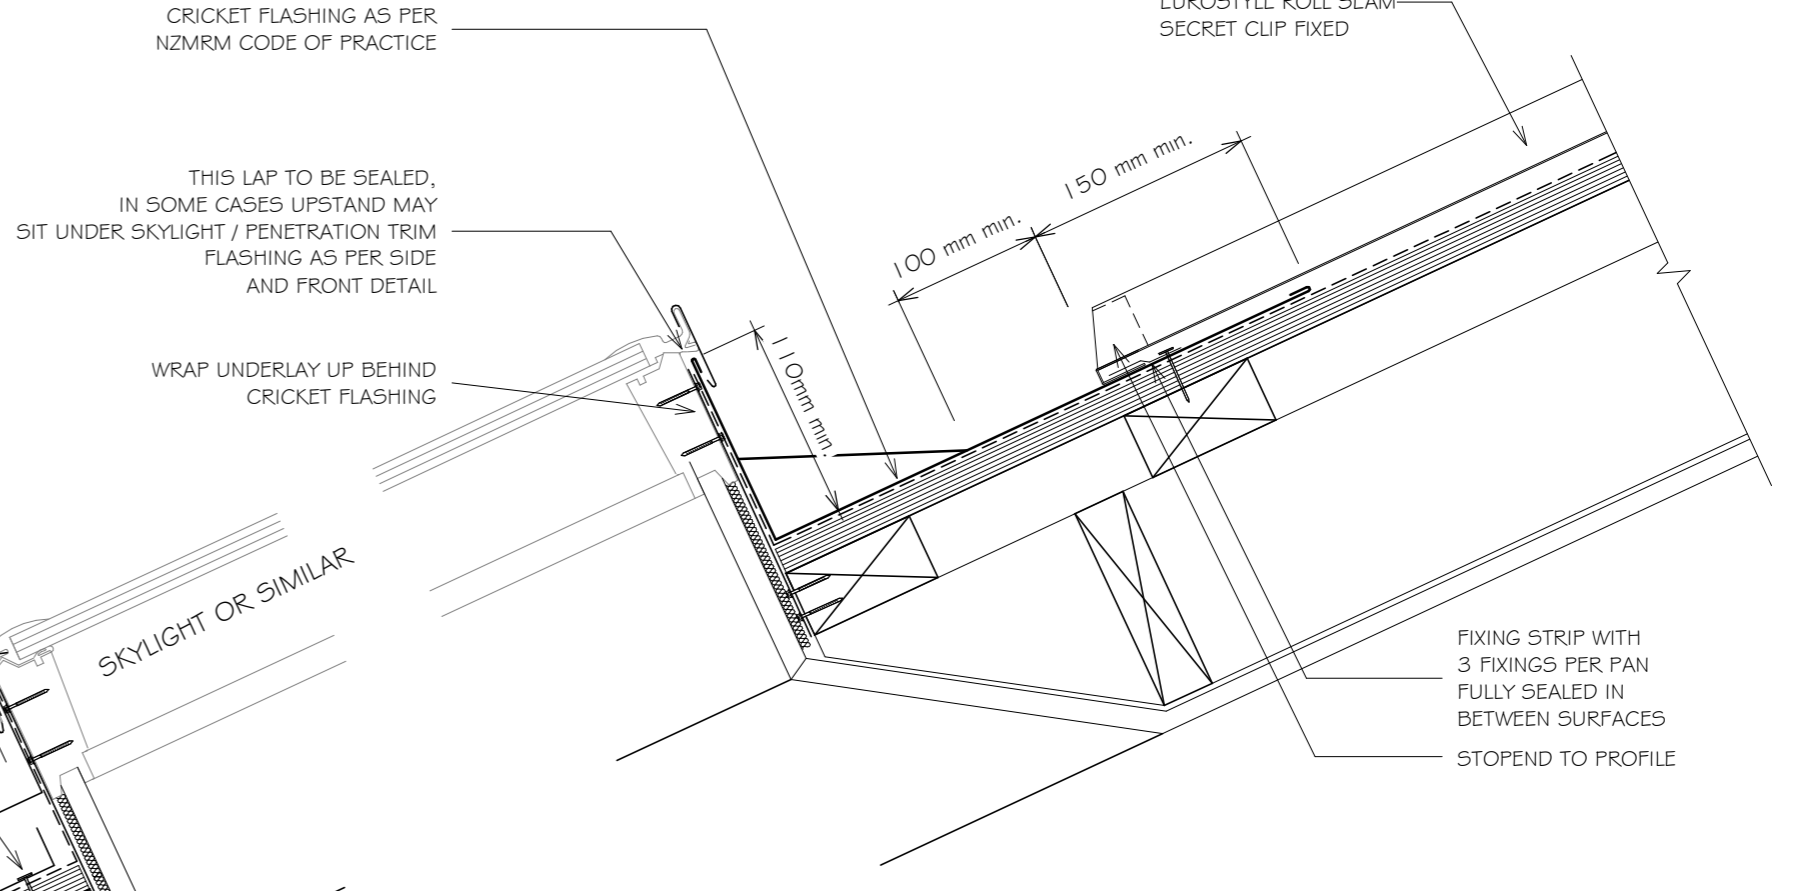 CRICKET FLASHING AS PER
NZMRM CODE OF PRACTICE
EUROSTYLE ROLL SEAM
SECRET CLIP FIXED
THIS LAP TO BE SEALED,
IN SOME CASES UPSTAND MAY
SIT UNDER SKYLIGHT / PENETRATION TRIM
FLASHING AS PER SIDE
AND FRONT DETAIL
WRAP UNDERLAY UP BEHIND
CRICKET FLASHING
150 mm min.
100 mm min.
110mm min.
SKYLIGHT OR SIMILAR
FIXING STRIP WITH
3 FIXINGS PER PAN
FULLY SEALED IN
BETWEEN SURFACES
STOPEND TO PROFILE